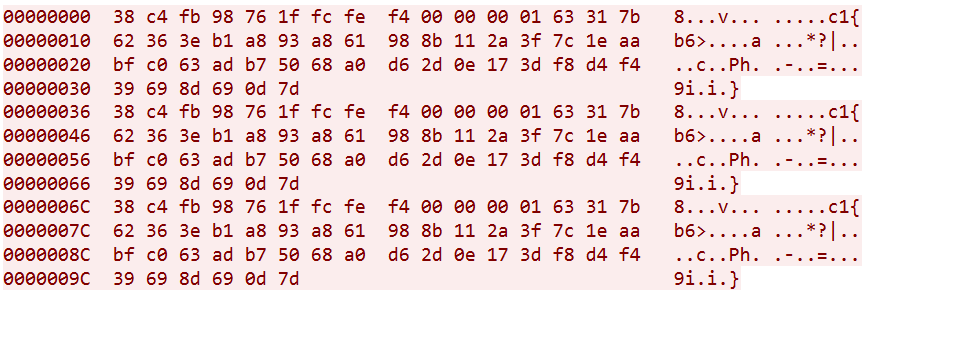 00000000  38 c4 fb 98 76 1f fc fe  f4 00 00 00 01 63 31 7b   8...v... .....c1{
00000010  62 36 3e b1 a8 93 a8 61  98 8b 11 2a 3f 7c 1e aa   b6>....a ...*?|..
00000020  bf c0 63 ad b7 50 68 a0  d6 2d 0e 17 3d f8 d4 f4   ..c..Ph. .-..=...
00000030  39 69 8d 69 0d 7d                                  9i.i.}
00000036  38 c4 fb 98 76 1f fc fe  f4 00 00 00 01 63 31 7b   8...v... .....c1{
00000046  62 36 3e b1 a8 93 a8 61  98 8b 11 2a 3f 7c 1e aa   b6>....a ...*?|..
00000056  bf c0 63 ad b7 50 68 a0  d6 2d 0e 17 3d f8 d4 f4   ..c..Ph. .-..=...
00000066  39 69 8d 69 0d 7d                                  9i.i.}
0000006C  38 c4 fb 98 76 1f fc fe  f4 00 00 00 01 63 31 7b   8...v... .....c1{
0000007C  62 36 3e b1 a8 93 a8 61  98 8b 11 2a 3f 7c 1e aa   b6>....a ...*?|..
0000008C  bf c0 63 ad b7 50 68 a0  d6 2d 0e 17 3d f8 d4 f4   ..c..Ph. .-..=...
0000009C  39 69 8d 69 0d 7d                                  9i.i.}